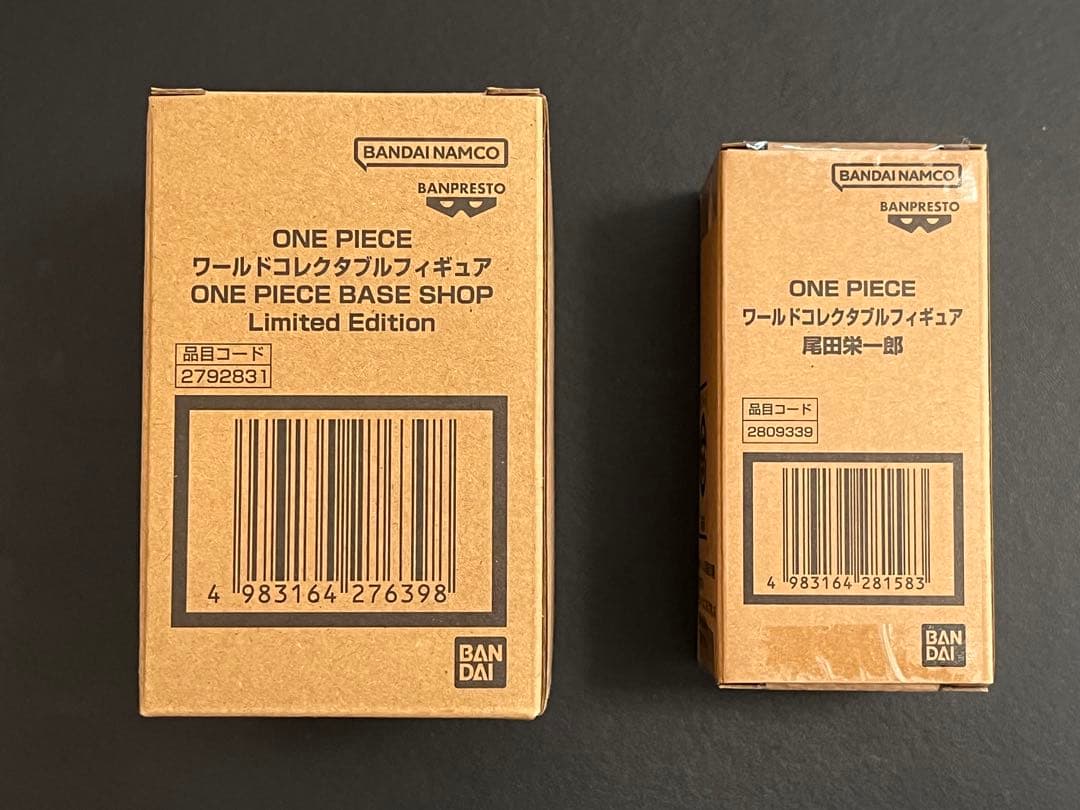 BANDAI NAMCO
BANPRESTO
ONE PIECE
ワールドコレクタブルフィギュア
ONE PIECE BASE SHOP
Limited Edition
品目コード
2792831
4 983164 276398
BAN
DAI
BANDAI NAMCO
BANPRESTO
ONE PIECE
ワールドコレクタブルフィギュア
尾田栄一郎
品目コード
2809339
4 983164 281583
BAN
DAI